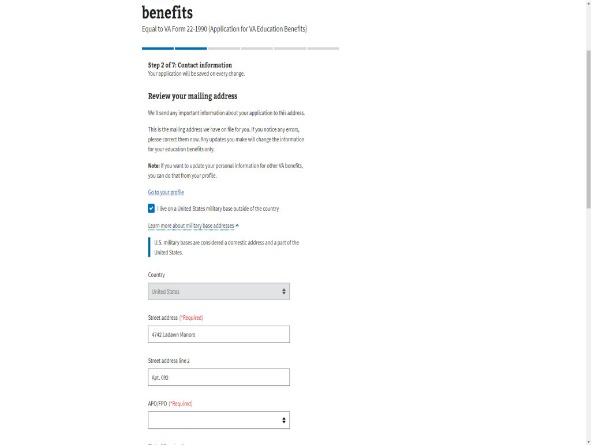 benefits
Equal to VA Form 22-1990 (Application for VA Education Benefits)
Step 2 of 7: Contact information
Your application will be saved on every change.
Review your mailing address
We'll send any important information about your application to this address.
This is the mailing address we have on file for you. If you notice any errors,
please correct them now. Any updates you make will change the information
for your education benefits only.
Note: If you want to update your personal information for other VA benefits,
you can do that from your profile.
Go to your profile
I live on a United States military base outside of the country
Learn more about military base addresses
U.S. military bases are considered a domestic address and a part of the
United States.
Country
United States
Street address (*Required)
4742 Ladawn Manors
Street address line 2
Apt. 093
APO/FPO (*Required)